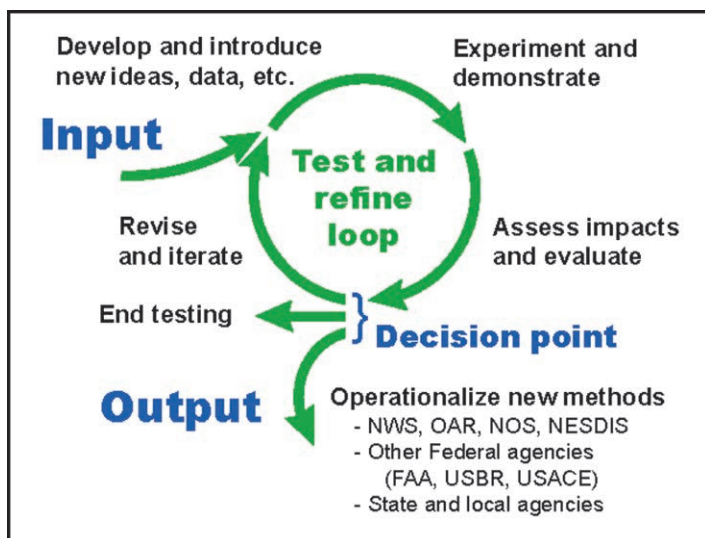 Develop and introduce
new ideas, data, etc.
Experiment and
demonstrate
Input
Test and
refine
loop
Revise
and iterate
Assess impacts
and evaluate
End testing
} Decision point
Output
Operationalize new methods
- NWS, OAR, NOS, NESDIS
- Other Federal agencies
(FAA, USBR, USACE)
- State and local agencies